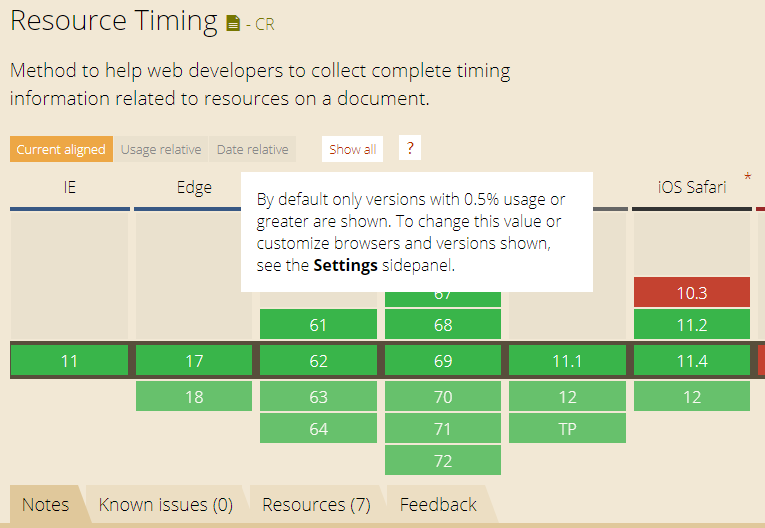 Resource Timing - CR
Method to help web developers to collect complete timing
information related to resources on a document.
Current aligned Usage relative Date relative Show all ?
IE Edge iOS Safari *
By default only versions with 0.5% usage or
greater are shown. To change this value or
customize browsers and versions shown,
see the Settings sidepanel.
67 10.3
61 68 11.2
11 17 62 69 11.1 11.4
18 63 70 12 12
64 71 TP
72
Notes Known issues (0) Resources (7) Feedback